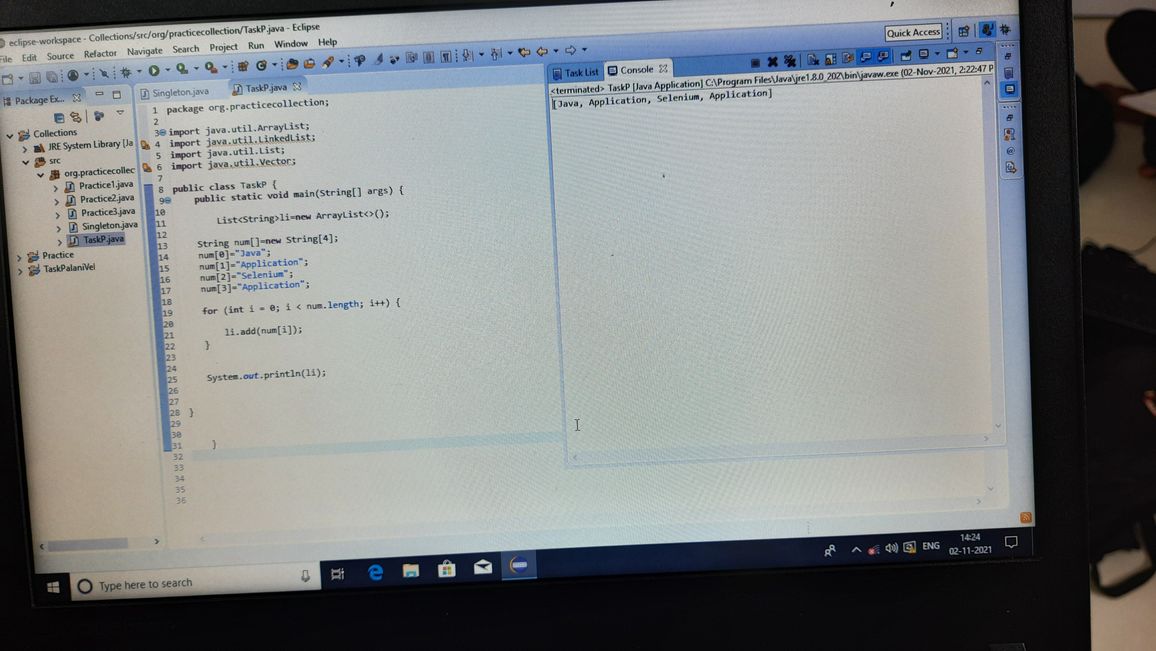 eclipse-workspace - Collections/src/org/practicecollection/TaskP.java - Eclipse
File Edit Source Refactor Navigate Search Project Run Window Help
Quick Access
Package Ex...
Collections
JRE System Library [Ja
src
org.practicecollec
Practice1.java
Practice2.java
Practice3.java
Singleton.java
TaskP.java
Practice
TaskPalaniVel
Singleton.java
TaskP.java
1 package org.practicecollection;
2
3 import java.util.ArrayList;
4 import java.util.LinkedList;
5 import java.util.List;
6 import java.util.Vector;
7
8 public class TaskP {
9 public static void main(String[] args) {
10
11 List<String>li=new ArrayList<>();
12
13 String num[]=new String[4];
14 num[0]="Java";
15 num[1]="Application";
16 num[2]="Selenium";
17 num[3]="Application";
18
19 for (int i = 0; i < num.length; i++) {
20
21 li.add(num[i]);
22 }
23
24
25 System.out.println(li);
26
27
28 }
29
30
31 }
32
33
34
35
36
Task List
Console
<terminated> TaskP [Java Application] C:\Program Files\Java\jre1.8.0_202\bin\javaw.exe (02-Nov-2021, 2:22:47 P
[Java, Application, Selenium, Application]
Type here to search
ENG
14:24
02-11-2021